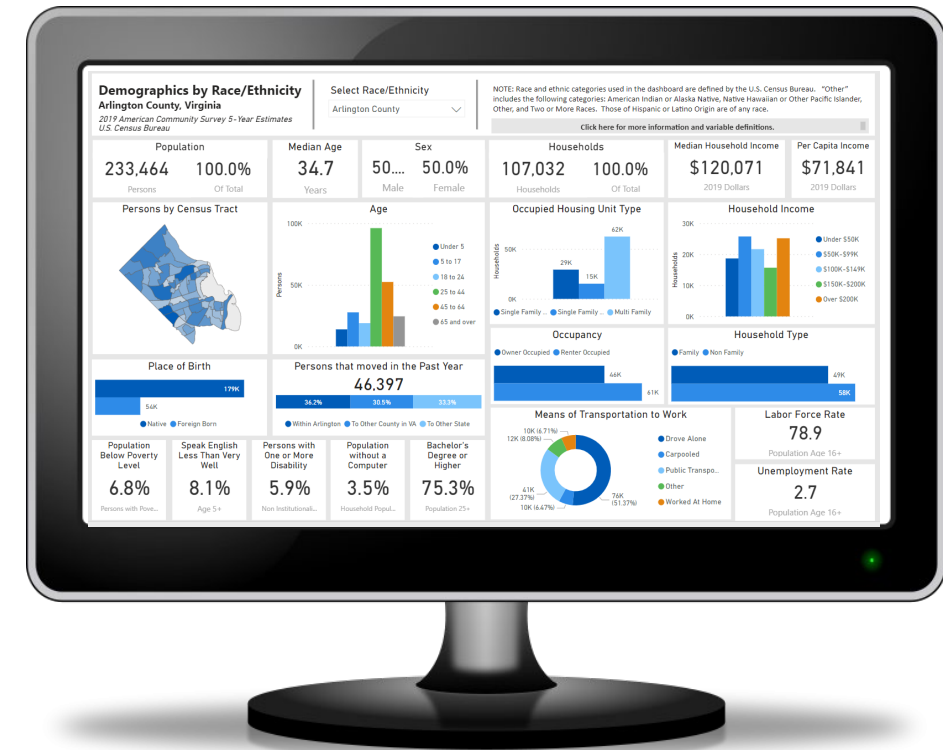 Demographics by Race/Ethnicity
Arlington County, Virginia
2019 American Community Survey 5-Year Estimates
U.S. Census Bureau
Select Race/Ethnicity
Arlington County
NOTE: Race and ethnic categories used in the dashboard are defined by the U.S. Census Bureau. "Other"
includes the following categories: American Indian or Alaska Native, Native Hawaiian or Other Pacific Islander,
Other, and Two or More Races. Those of Hispanic or Latino Origin are of any race.
Click here for more information and variable definitions.
Population
233,464 100.0%
Persons Of Total
Median Age
34.7
Years
Sex
50.... 50.0%
Male Female
Households
107,032 100.0%
Households Of Total
Median Household Income
$120,071
2019 Dollars
Per Capita Income
$71,841
2019 Dollars
Persons by Census Tract
Age
100K
50K
0K
Persons
Under 5
5 to 17
18 to 24
25 to 44
45 to 64
65 and over
Occupied Housing Unit Type
Households
50K
0K
29K
15K
62K
Single Family ... Single Family ... Multi Family
Household Income
Households
30K
20K
10K
0K
Under $50K
$50K-$99K
$100K-$149K
$150K-$200K
Over $200K
Place of Birth
179K
54K
Native Foreign Born
Persons that moved in the Past Year
46,397
36.2% 30.5% 33.3%
Within Arlington To Other County in VA To Other State
Occupancy
Owner Occupied Renter Occupied
46K
61K
Household Type
Family Non Family
49K
58K
Population
Below Poverty
Level
6.8%
Persons with Pove...
Speak English
Less Than Very
Well
8.1%
Age 5+
Persons with
One or More
Disability
5.9%
Non Institutionali...
Population
without a
Computer
3.5%
Household Popul...
Bachelor's
Degree or
Higher
75.3%
Population 25+
Means of Transportation to Work
10K (6.71%)
12K (8.08%)
41K
(27.37%)
10K (6.47%)
76K
(51.37%)
Drove Alone
Carpooled
Public Transpo...
Other
Worked At Home
Labor Force Rate
78.9
Population Age 16+
Unemployment Rate
2.7
Population Age 16+